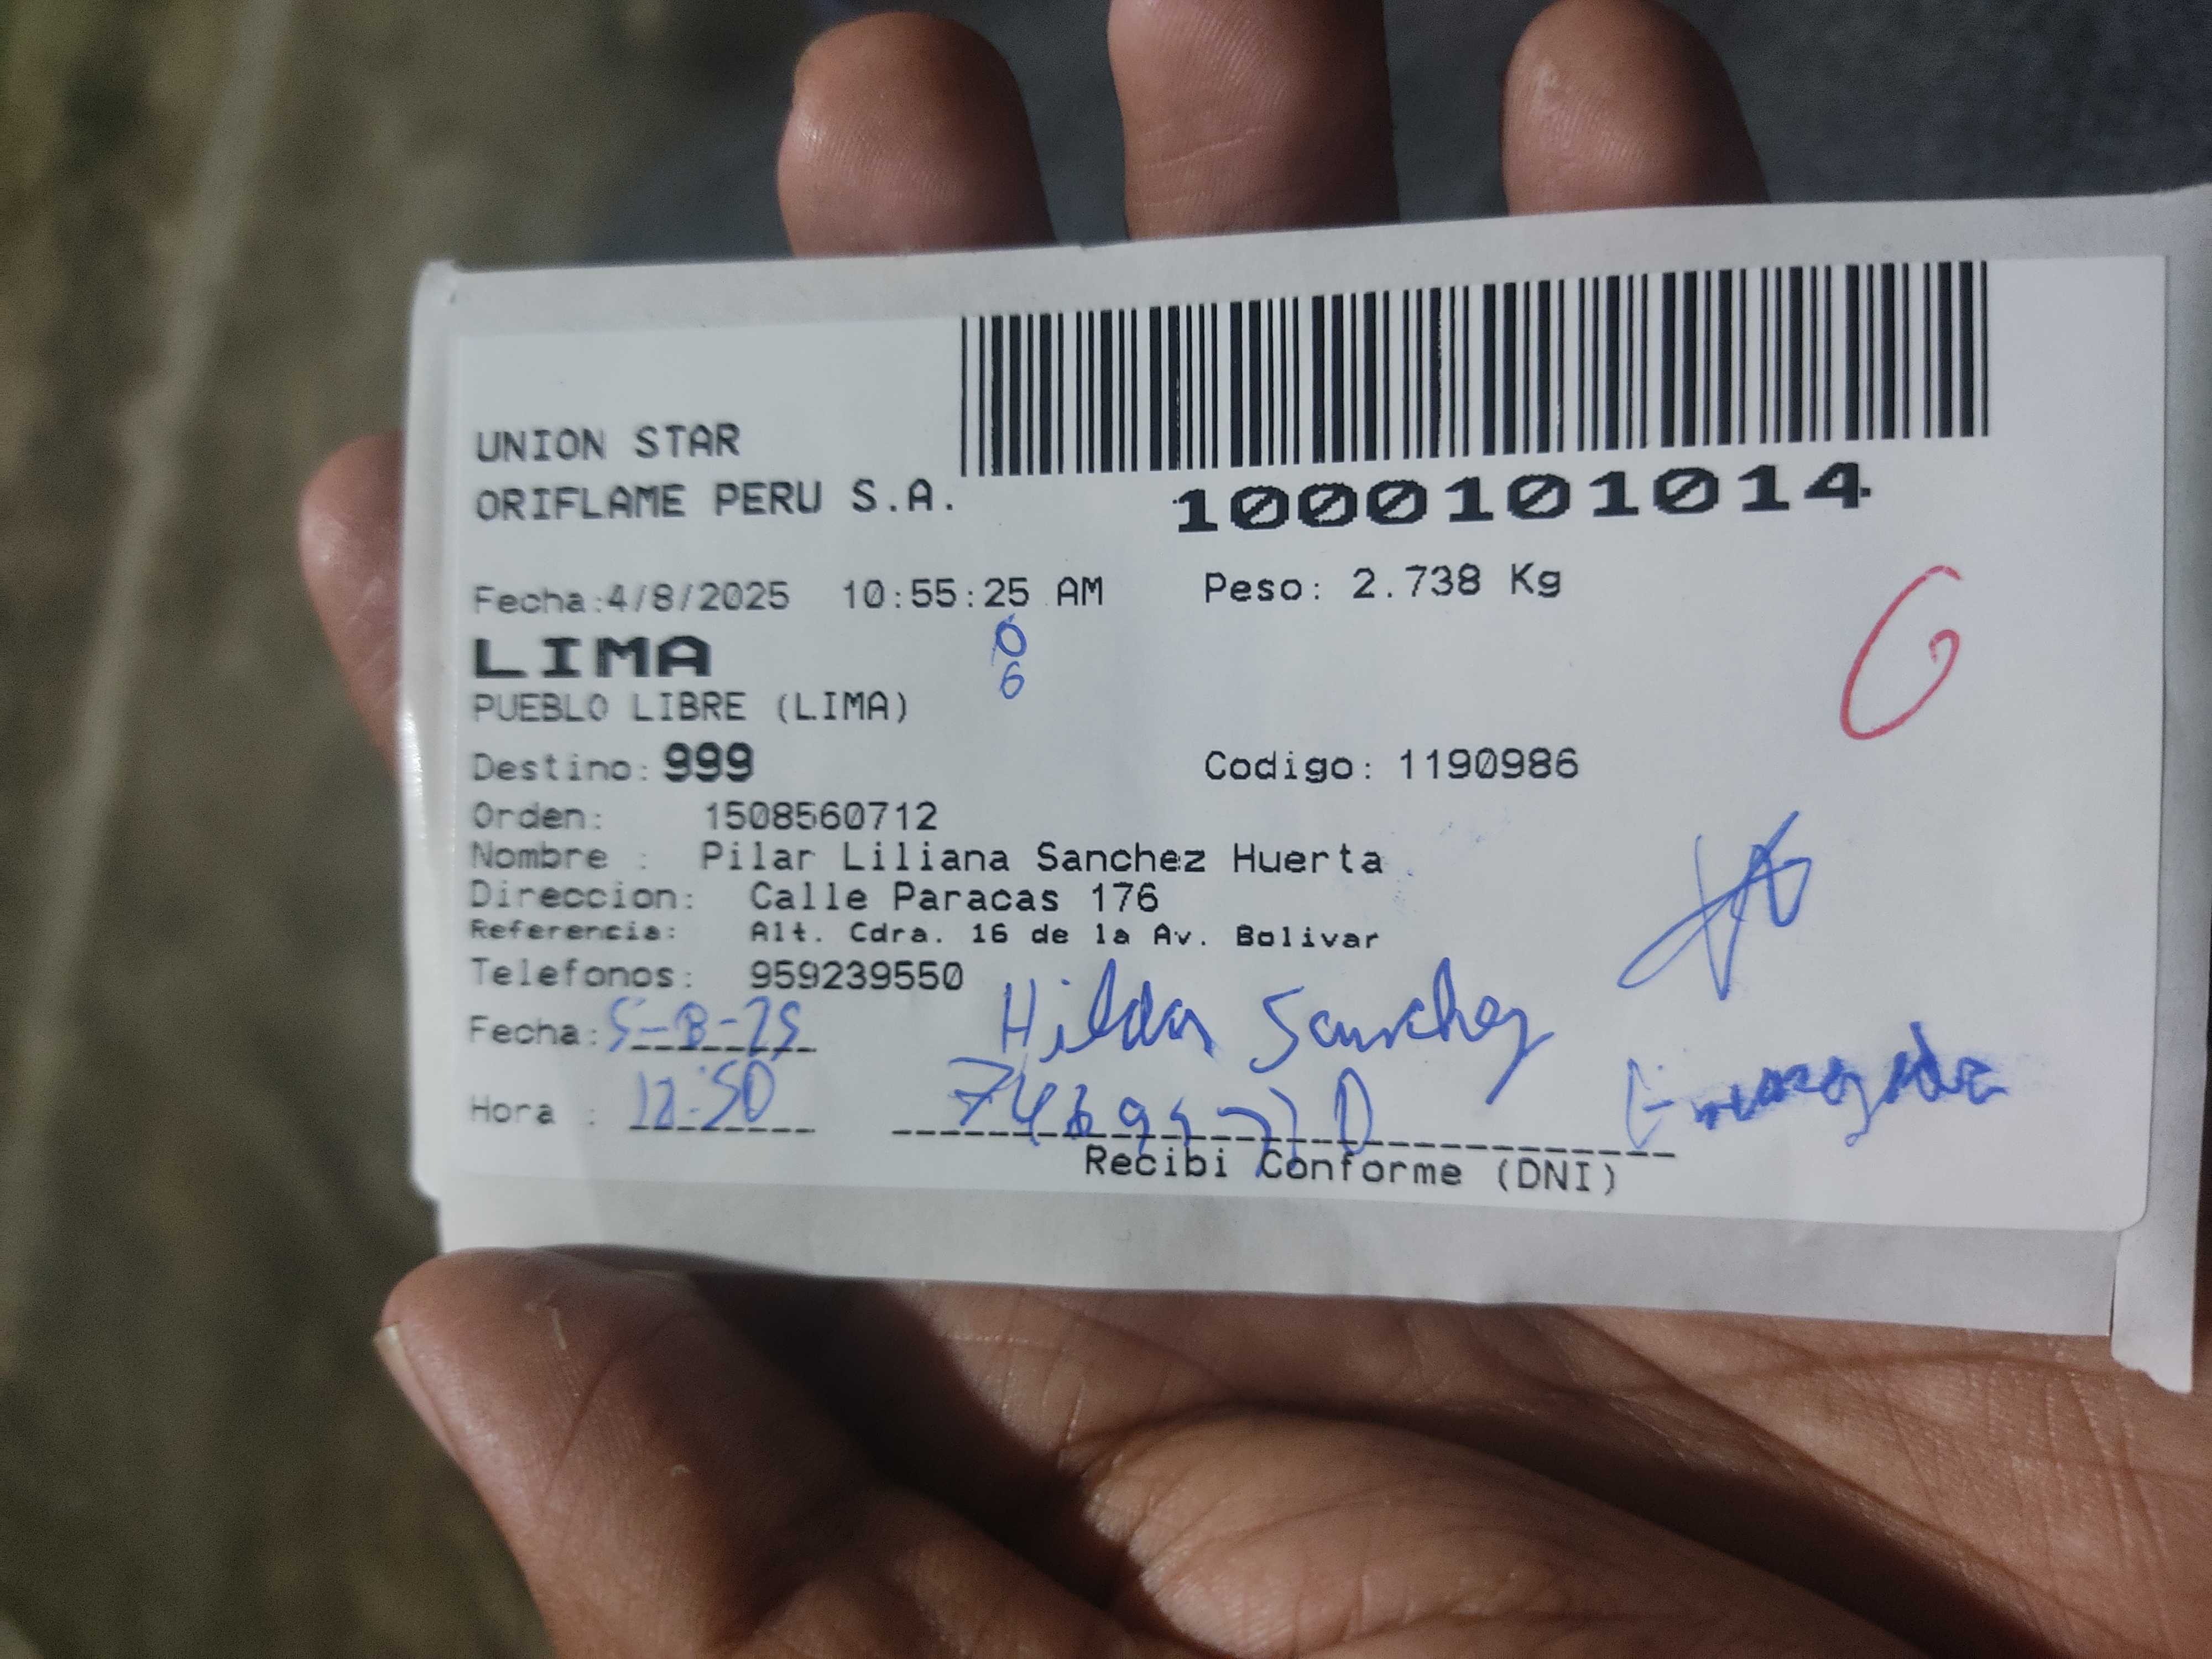 UNION STAR
ORIFLAME PERU S.A.
1000101014
Fecha:4/8/2025 10:55:25 AM Peso: 2.738 Kg
0
6
6
LIMA
PUEBLO LIBRE (LIMA)
Destino: 999 Codigo: 1190986
Orden: 1508560712
Nombre : Pilar Liliana Sanchez Huerta
Direccion: Calle Paracas 176
Referencia: Alt. Cdra. 16 de la Av. Bolivar
Telefonos: 959239550
Fecha: 5-8-25 Hilda Sanchez
Hora : 12:50
Recibi Conforme (DNI)